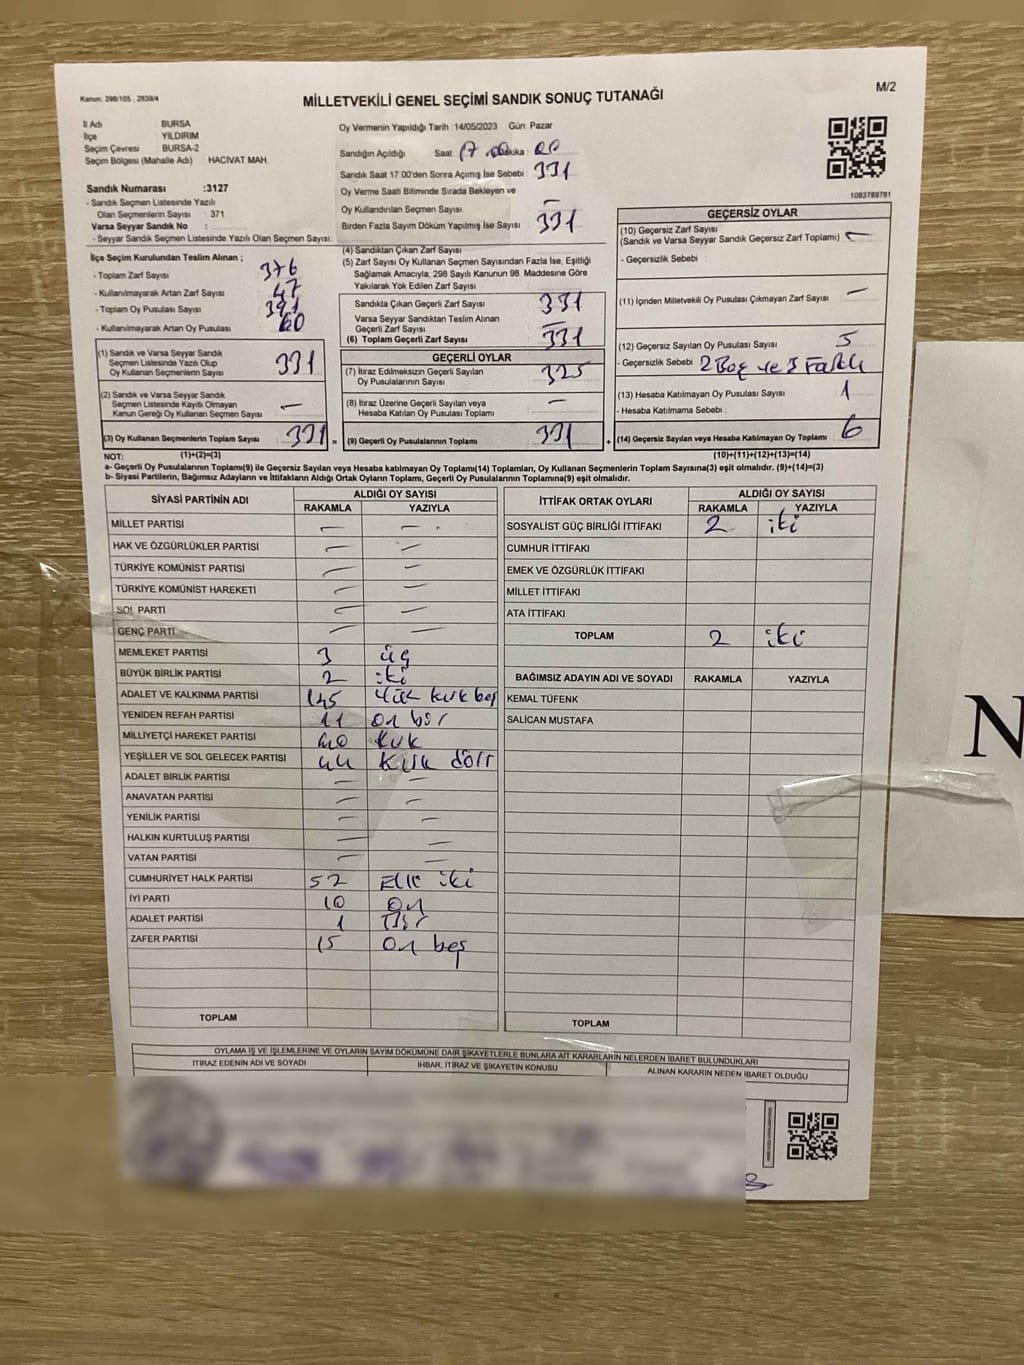 Kanun: 298/105 , 2839/4
M/2
MİLLETVEKİLİ GENEL SEÇİMİ SANDIK SONUÇ TUTANAĞI
İl Adı : BURSA
İlçe : YILDIRIM
Seçim Çevresi : BURSA-2
Seçim Bölgesi (Mahalle Adı) : HACİVAT MAH.
Sandık Numarası :3127
- Sandık Seçmen Listesinde Yazılı
Olan Seçmenlerin Sayısı : 371
Varsa Seyyar Sandık No :
- Seyyar Sandık Seçmen Listesinde Yazılı Olan Seçmen Sayısı:
İlçe Seçim Kurulundan Teslim Alınan ;
- Toplam Zarf Sayısı : 376
- Kullanılmayarak Artan Zarf Sayısı : 47
- Toplam Oy Pusulası Sayısı : 391
- Kullanılmayarak Artan Oy Pusulası : 60
(1) Sandık ve Varsa Seyyar Sandık
Seçmen Listesinde Yazılı Olup
Oy Kullanan Seçmenlerin Sayısı 331
(2) Sandık ve Varsa Seyyar Sandık
Seçmen Listesinde Kaydı Olmayan
Kanun Gereği Oy Kullanan Seçmen Sayısı : —
(3) Oy Kullanan Seçmenlerin Toplam Sayısı : 331 =
Oy Vermenin Yapıldığı Tarih :14/05/2023 Gün: Pazar
Sandığın Açıldığı Saat : 17 00 Dakika : 00
Sandık Saat 17.00'den Sonra Açılmış İse Sebebi : 331
Oy Verme Saati Bitiminde Sırada Bekleyen ve
Oy Kullandırılan Seçmen Sayısı : —
Birden Fazla Sayım Döküm Yapılmış İse Sayısı : 331
(4) Sandıktan Çıkan Zarf Sayısı
(5) Zarf Sayısı Oy Kullanan Seçmen Sayısından Fazla İse, Eşitliği
Sağlamak Amacıyla, 298 Sayılı Kanunun 98. Maddesine Göre
Yakılarak Yok Edilen Zarf Sayısı :
Sandıkta Çıkan Geçerli Zarf Sayısı 331
Varsa Seyyar Sandıktan Teslim Alınan
Geçerli Zarf Sayısı : —
(6) Toplam Geçerli Zarf Sayısı : 331
GEÇERLİ OYLAR
(7) İtiraz Edilmeksizin Geçerli Sayılan
Oy Pusulalarının Sayısı : 325
(8) İtiraz Üzerine Geçerli Sayılan veya
Hesaba Katılan Oy Pusulası Toplamı : —
(9) Geçerli Oy Pusulalarının Toplamı : 331 +
1083789781
GEÇERSİZ OYLAR
(10) Geçersiz Zarf Sayısı
(Sandık ve Varsa Seyyar Sandık Geçersiz Zarf Toplamı) : —
- Geçersizlik Sebebi :
(11) İçinden Milletvekili Oy Pusulası Çıkmayan Zarf Sayısı : —
(12) Geçersiz Sayılan Oy Pusulası Sayısı : 5
- Geçersizlik Sebebi : 2 Boş ve 3 Farklı
(13) Hesaba Katılmayan Oy Pusulası Sayısı : 1
- Hesaba Katılmama Sebebi :
(14) Geçersiz Sayılan veya Hesaba Katılmayan Oy Toplamı : 6
NOT: (1)+(2)=(3) (10)+(11)+(12)+(13)=(14)
a- Geçerli Oy Pusulalarının Toplamı(9) ile Geçersiz Sayılan veya Hesaba katılmayan Oy Toplamı(14) Toplamları, Oy Kullanan Seçmenlerin Toplam Sayısına(3) eşit olmalıdır. (9)+(14)=(3)
b- Siyasi Partilerin, Bağımsız Adayların ve İttifakların Aldığı Ortak Oyların Toplamı, Geçerli Oy Pusulalarının Toplamına(9) eşit olmalıdır.
SİYASİ PARTİNİN ADI ALDIĞI OY SAYISI
RAKAMLA YAZIYLA
MİLLET PARTİSİ — —
HAK VE ÖZGÜRLÜKLER PARTİSİ — —
TÜRKİYE KOMÜNİST PARTİSİ — —
TÜRKİYE KOMÜNİST HAREKETİ — —
SOL PARTİ — —
GENÇ PARTİ — —
MEMLEKET PARTİSİ 3 üç
BÜYÜK BİRLİK PARTİSİ 2 iki
ADALET VE KALKINMA PARTİSİ 145 Yüz kırk beş
YENİDEN REFAH PARTİSİ 11 on bir
MİLLİYETÇİ HAREKET PARTİSİ 40 kırk
YEŞİLLER VE SOL GELECEK PARTİSİ 44 Kırk dört
ADALET BİRLİK PARTİSİ — —
ANAVATAN PARTİSİ — —
YENİLİK PARTİSİ — —
HALKIN KURTULUŞ PARTİSİ — —
VATAN PARTİSİ — —
CUMHURİYET HALK PARTİSİ 52 Elli iki
İYİ PARTİ 10 on
ADALET PARTİSİ 1 Bir
ZAFER PARTİSİ 15 on beş
TOPLAM
İTTİFAK ORTAK OYLARI ALDIĞI OY SAYISI
RAKAMLA YAZIYLA
SOSYALİST GÜÇ BİRLİĞİ İTTİFAKI 2 iki
CUMHUR İTTİFAKI
EMEK VE ÖZGÜRLÜK İTTİFAKI
MİLLET İTTİFAKI
ATA İTTİFAKI
TOPLAM 2 iki
BAĞIMSIZ ADAYIN ADI VE SOYADI RAKAMLA YAZIYLA
KEMAL TÜFENK
SALİCAN MUSTAFA
TOPLAM
OYLAMA İŞ VE İŞLEMLERİNE VE OYLARIN SAYIM DÖKÜMÜNE DAİR ŞİKAYETLERLE BUNLARA AİT KARARLARIN NELERDEN İBARET BULUNDUKLARI
İTİRAZ EDENİN ADI VE SOYADI İHBAR, İTİRAZ VE ŞİKAYETİN KONUSU ALINAN KARARIN NEDEN İBARET OLDUĞU
N